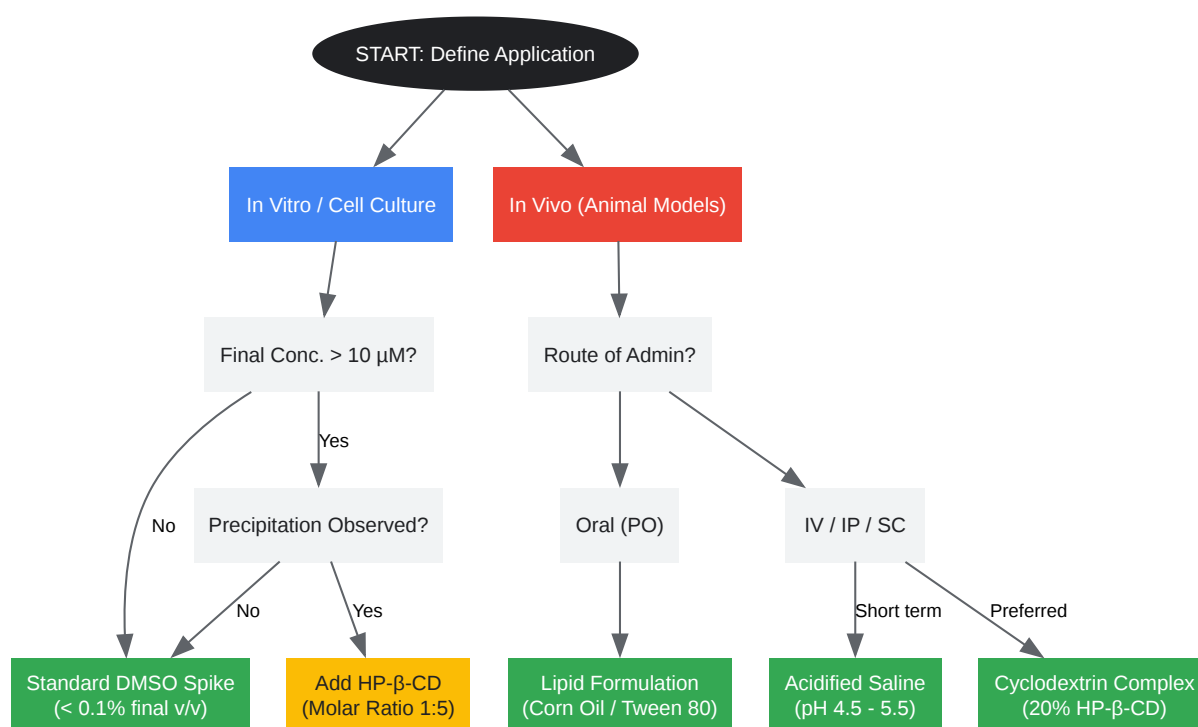 START: Define Application
In Vitro / Cell Culture
In Vivo (Animal Models)
Final Conc. > 10 µM?
Route of Admin?
Yes
No
Precipitation Observed?
Oral (PO)
IV / IP / SC
No
Yes
Short term
Preferred
Standard DMSO Spike
(< 0.1% final v/v)
Add HP-β-CD
(Molar Ratio 1:5)
Lipid Formulation
(Corn Oil / Tween 80)
Acidified Saline
(pH 4.5 - 5.5)
Cyclodextrin Complex
(20% HP-β-CD)